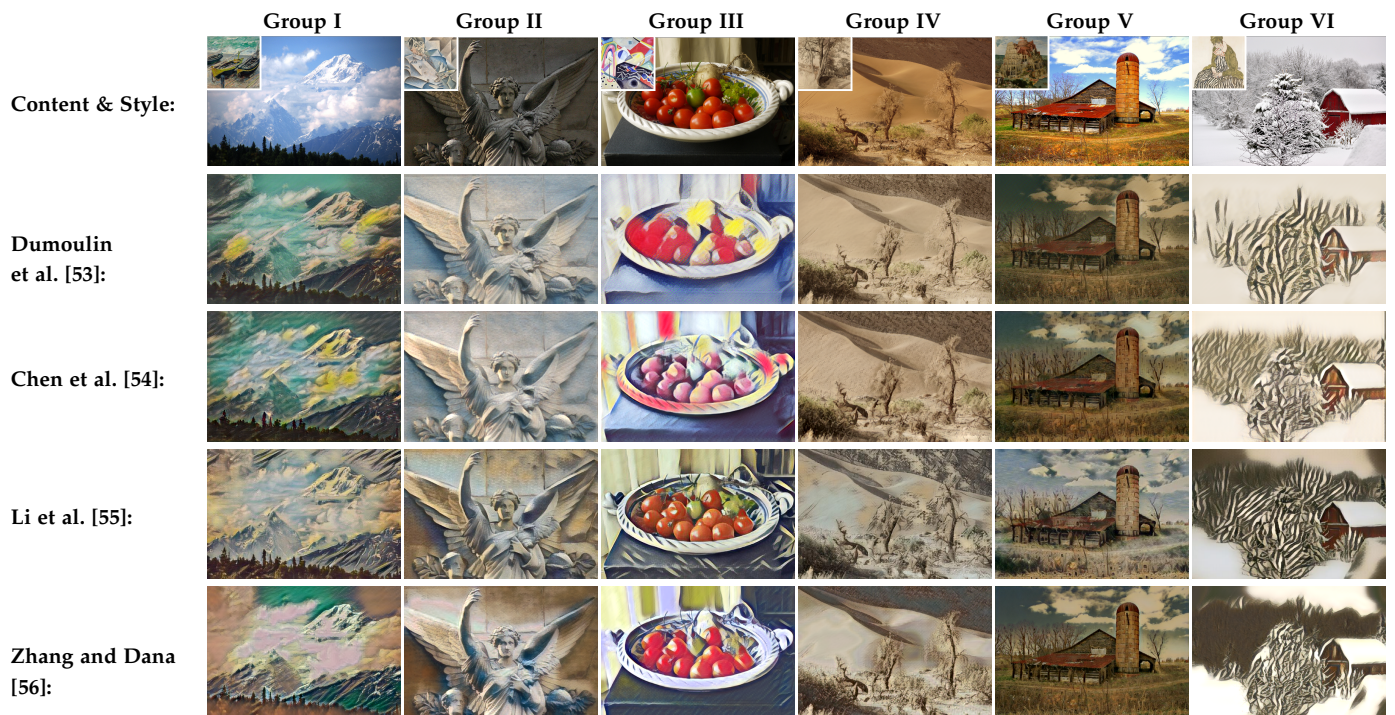 Group I Group II Group III Group IV Group V Group VI
Content & Style:
Dumoulin
et al. [53]:
Chen et al. [54]:
Li et al. [55]:
Zhang and Dana
[56]: